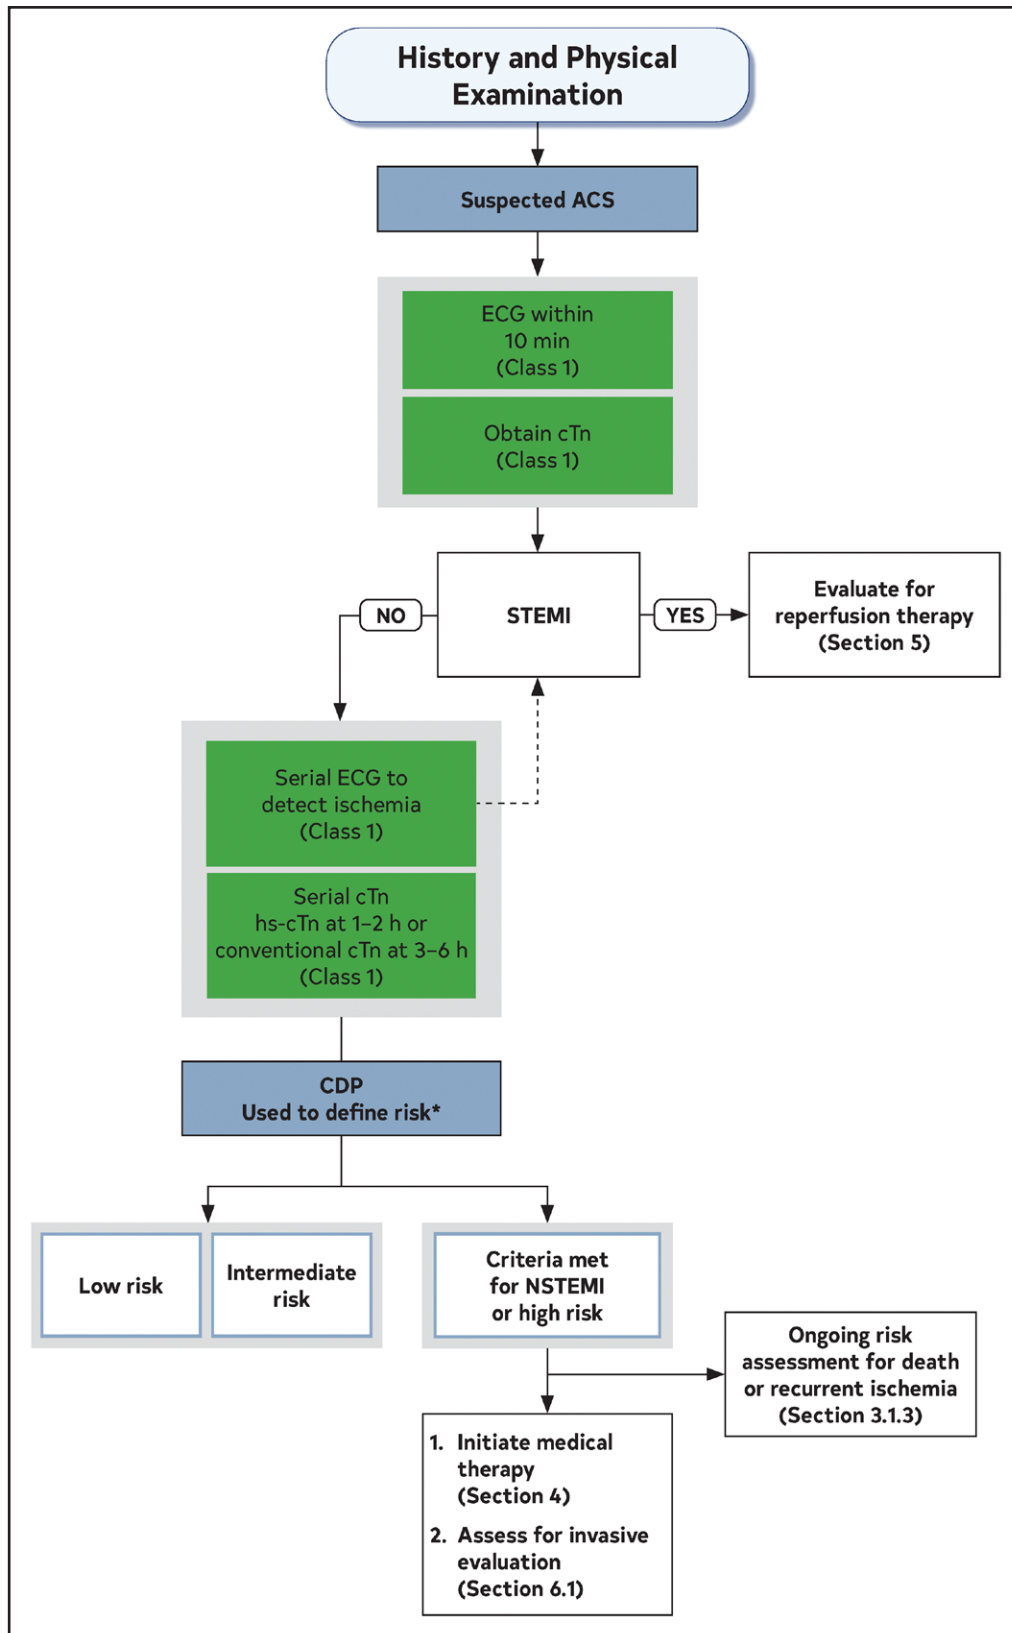 History and Physical
Examination
Suspected ACS
ECG within
10 min
(Class 1)
Obtain cTn
(Class 1)
NO
STEMI
YES
Evaluate for
reperfusion therapy
(Section 5)
Serial ECG to
detect ischemia
(Class 1)
Serial cTn
hs-cTn at 1–2 h or
conventional cTn at 3–6 h
(Class 1)
CDP
Used to define risk*
Low risk
Intermediate
risk
Criteria met
for NSTEMI
or high risk
Ongoing risk
assessment for death
or recurrent ischemia
(Section 3.1.3)
1. Initiate medical
therapy
(Section 4)
2. Assess for invasive
evaluation
(Section 6.1)